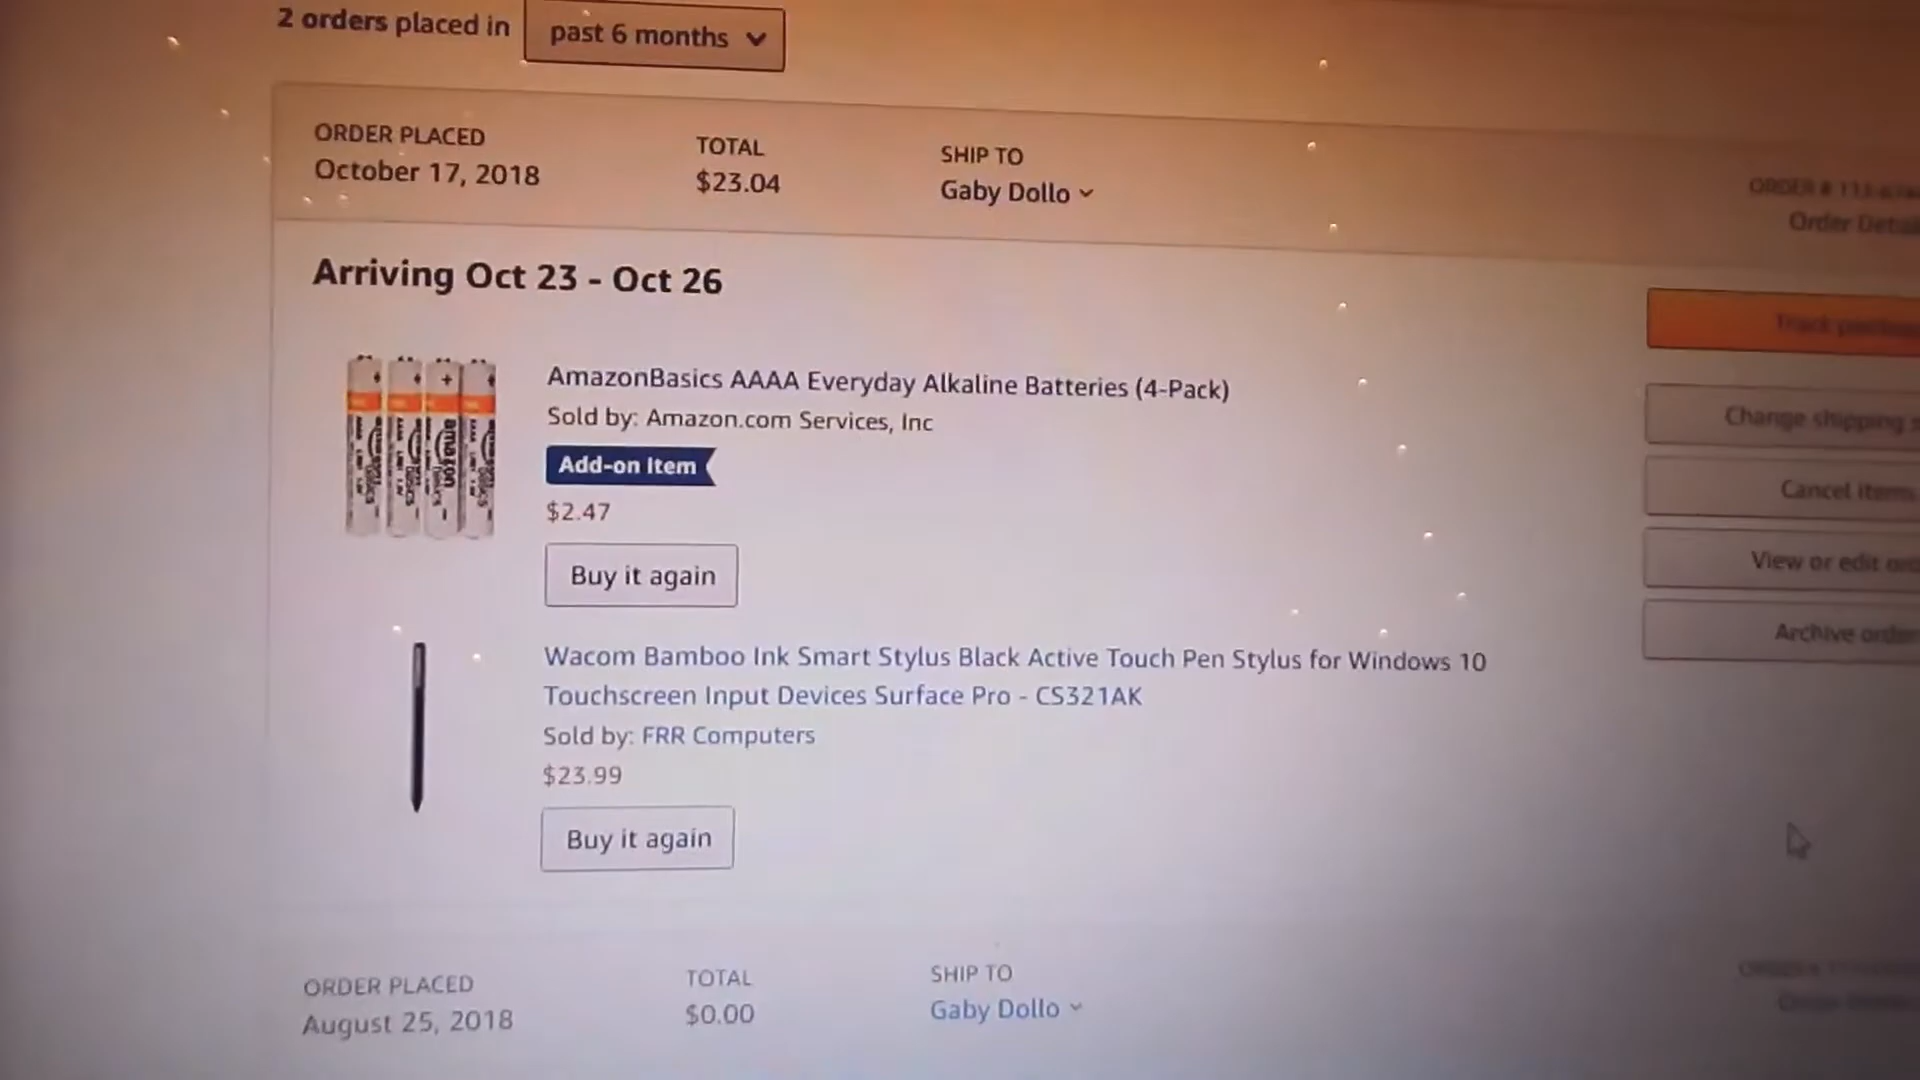 2 orders placed in past 6 months
ORDER PLACED TOTAL SHIP TO
October 17, 2018 $23.04 Gaby Dollo
ORDER #
Order
Arriving Oct 23 - Oct 26
Track
AmazonBasics AAAA Everyday Alkaline Batteries (4-Pack)
Sold by: Amazon.com Services, Inc
Change shipping
Add-on Item
Cancel items
$2.47
View or edit
Buy it again
Archive order
amazon
Wacom Bamboo Ink Smart Stylus Black Active Touch Pen Stylus for Windows 10
Touchscreen Input Devices Surface Pro - CS321AK
Sold by: FRR Computers
$23.99
Buy it again
ORDER PLACED TOTAL SHIP TO
August 25, 2018 $0.00 Gaby Dollo